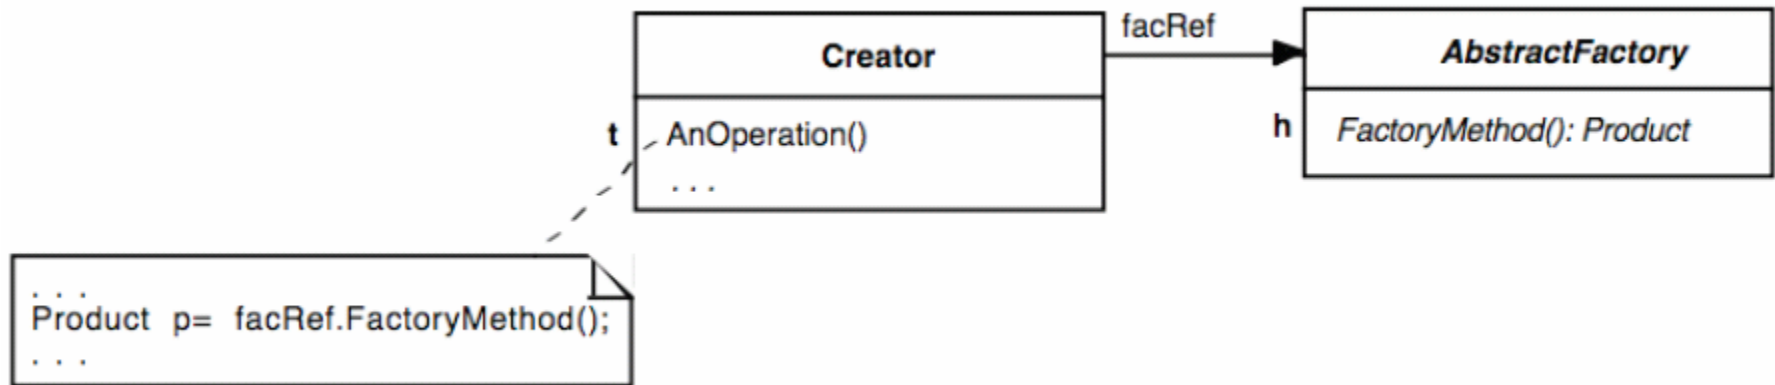 facRef
Creator
AbstractFactory
t
AnOperation()
. . .
h
FactoryMethod(): Product
. . .
Product p= facRef.FactoryMethod();
. . .